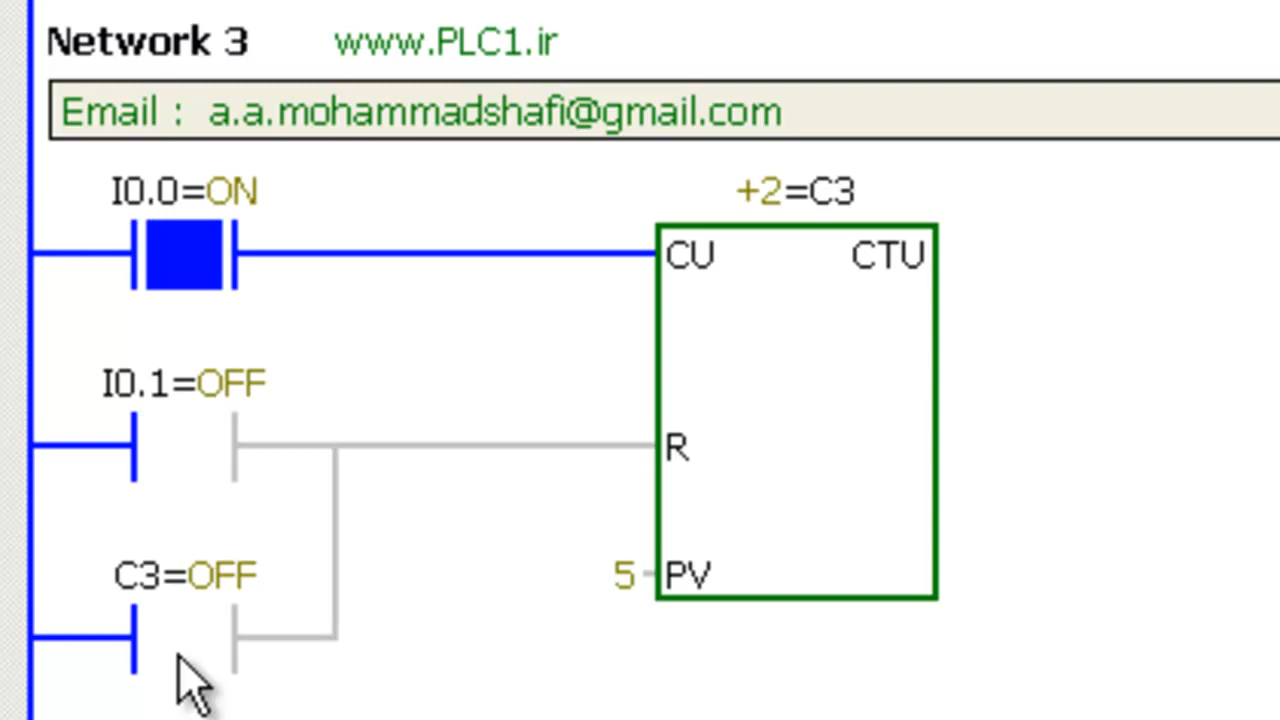 Network 3 www.PLC1.ir
Email : a.a.mohammadshafi@gmail.com
I0.0=ON +2=C3
CU CTU
I0.1=OFF
R
C3=OFF
5 PV